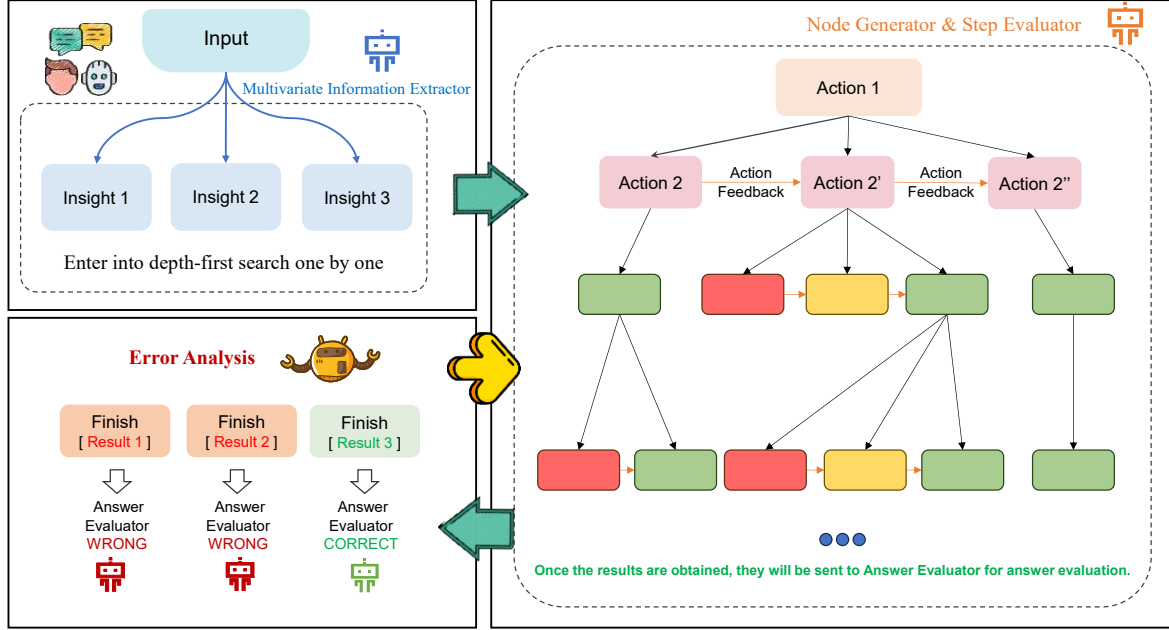 Input
Multivariate Information Extractor
Insight 1
Insight 2
Insight 3
Enter into depth-first search one by one
Node Generator & Step Evaluator
Action 1
Action 2
Action
Feedback
Action 2’
Action
Feedback
Action 2’’
Once the results are obtained, they will be sent to Answer Evaluator for answer evaluation.
Error Analysis
Finish
[ Result 1 ]
Answer
Evaluator
WRONG
Finish
[ Result 2 ]
Answer
Evaluator
WRONG
Finish
[ Result 3 ]
Answer
Evaluator
CORRECT